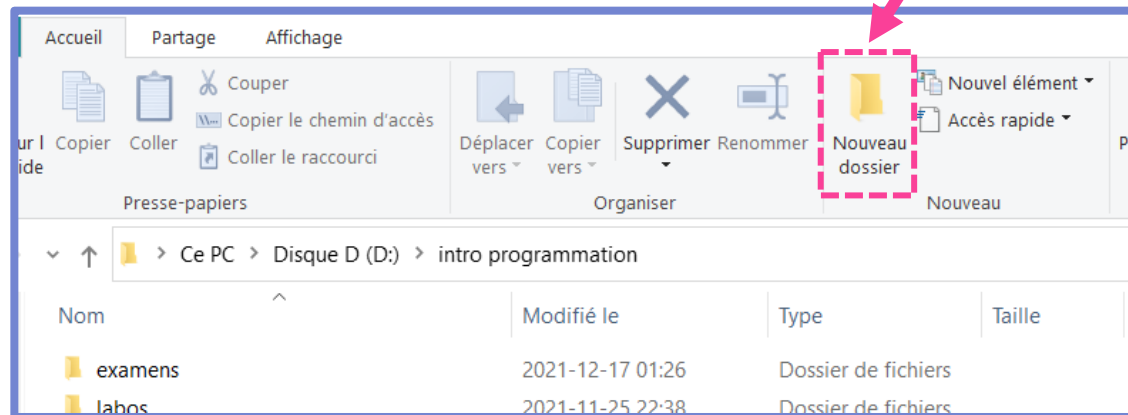 Accueil Partage Affichage
Couper
Copier le chemin d'accès
Coller le raccourci
ur l
ide
Copier
Coller
Presse-papiers
Déplacer
vers
Copier
vers
Supprimer
Renommer
Organiser
Nouveau
dossier
Nouvel élément
Accès rapide
Nouveau
P
Ce PC > Disque D (D:) > intro programmation
Nom Modifié le Type Taille
examens 2021-12-17 01:26 Dossier de fichiers
labos 2021-11-25 22:38 Dossier de fichiers